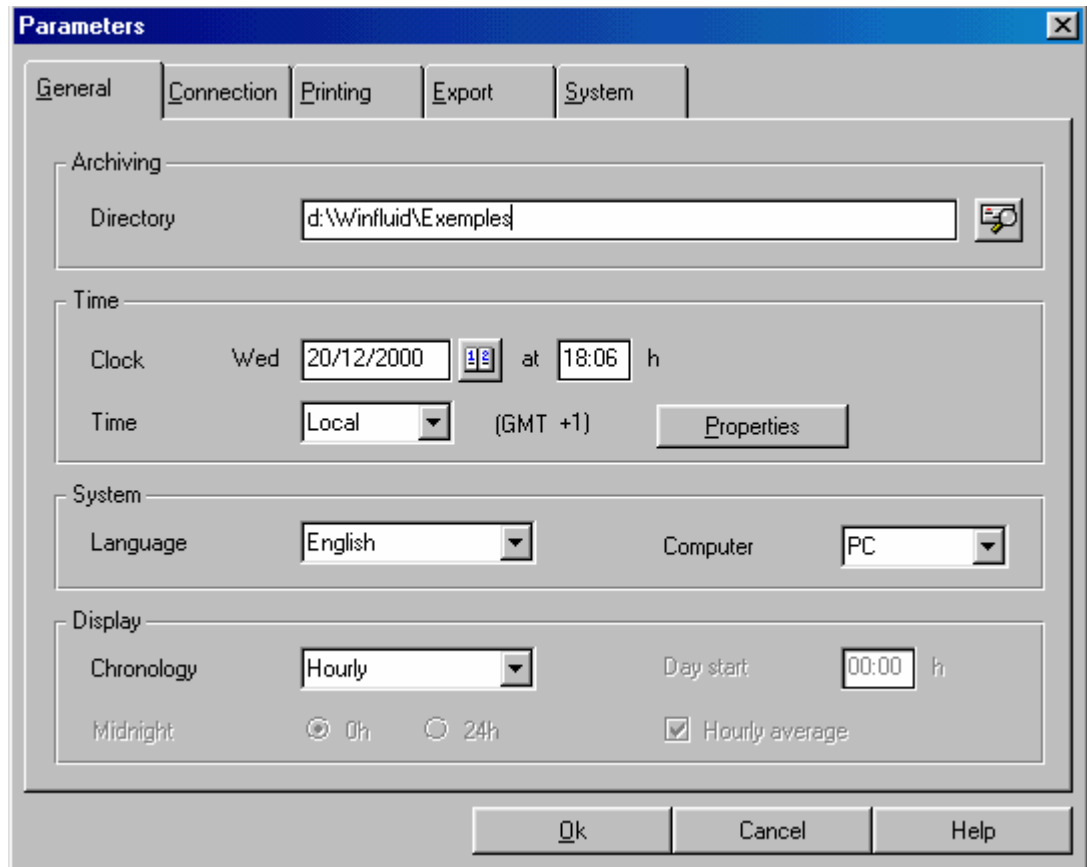 Parameters
General Connection Printing Export System
Archiving
Directory d:\Winfluid\Exemples
Time
Clock Wed 20/12/2000 at 18:06 h
Time Local (GMT +1) Properties
System
Language English Computer PC
Display
Chronology Hourly Day start 00:00 h
Midnight 0h 24h Hourly average
Ok Cancel Help